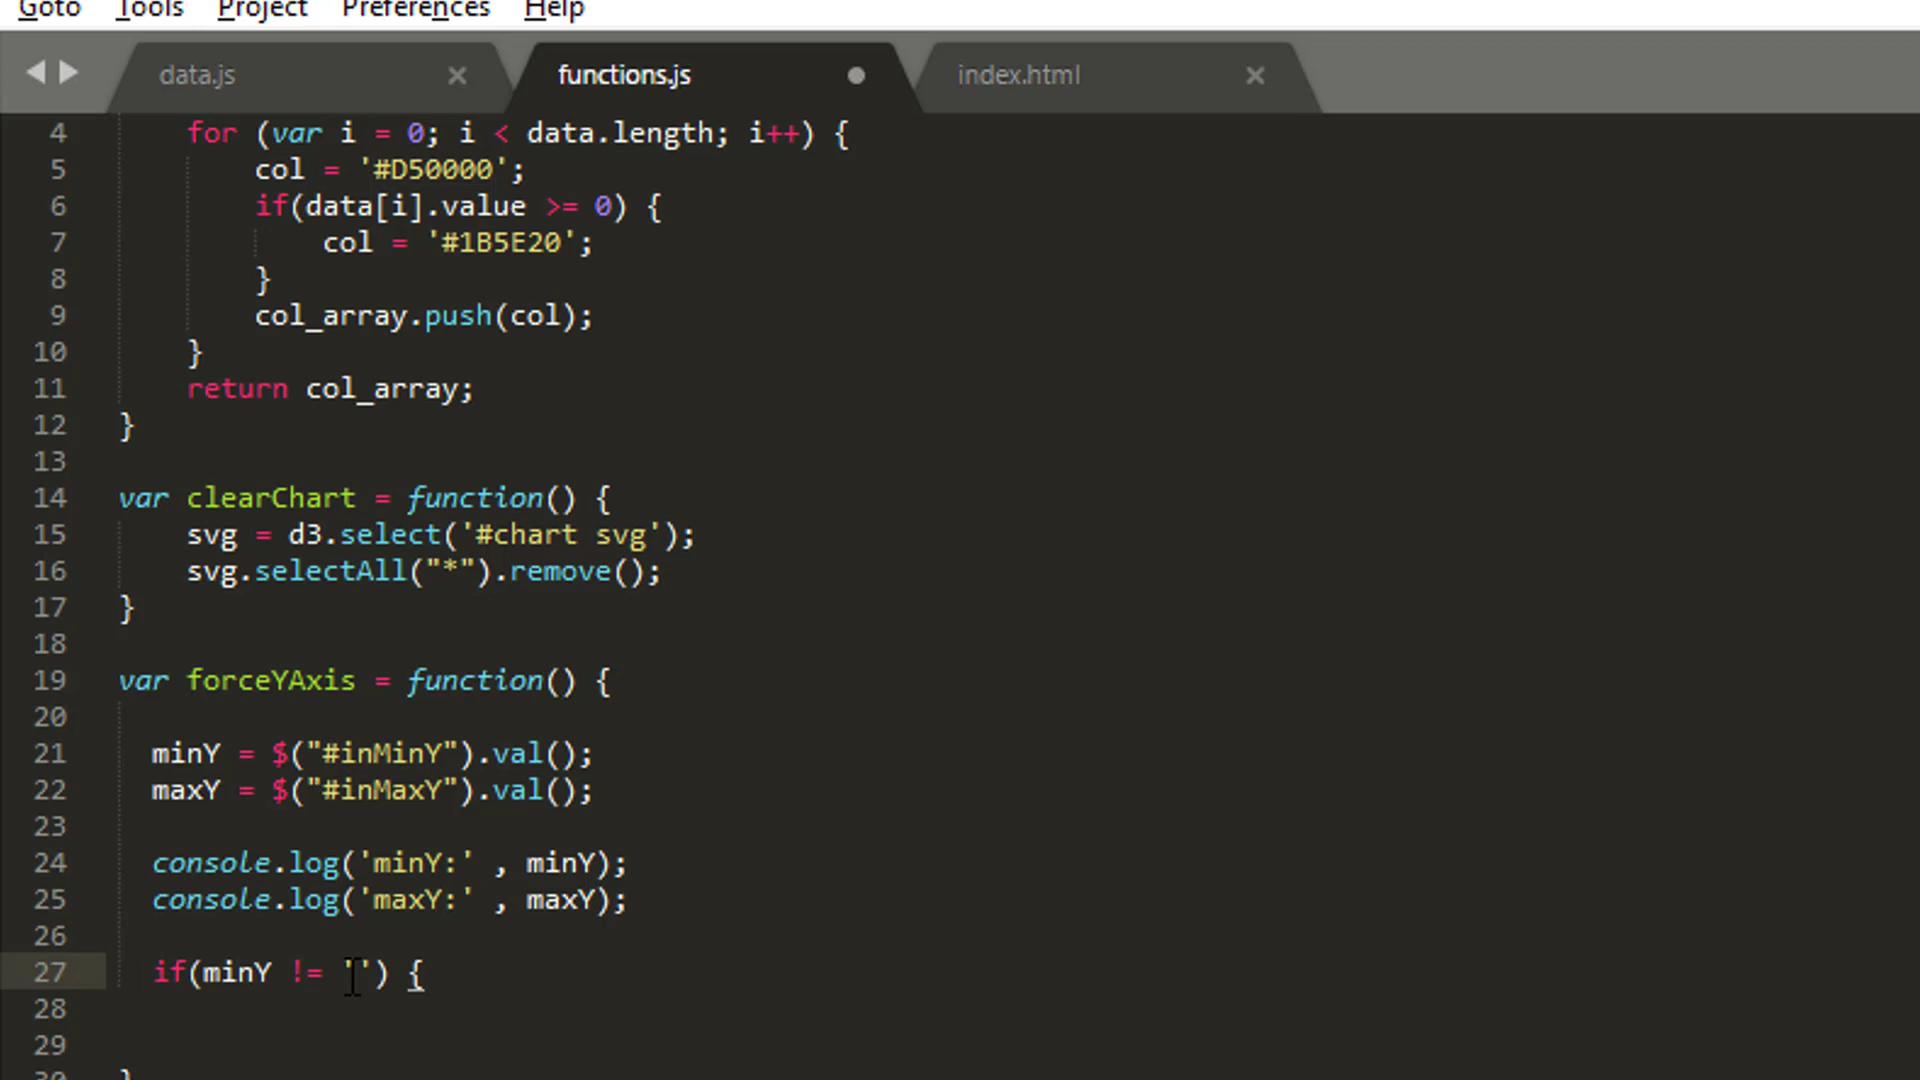 Goto Tools Project Preferences Help
data.js functions.js index.html
4 for (var i = 0; i < data.length; i++) {
5 col = '#D50000';
6 if(data[i].value >= 0) {
7 col = '#1B5E20';
8 }
9 col_array.push(col);
10 }
11 return col_array;
12 }
13
14 var clearChart = function() {
15 svg = d3.select('#chart svg');
16 svg.selectAll("*").remove();
17 }
18
19 var forceYAxis = function() {
20
21 minY = $("#inMinY").val();
22 maxY = $("#inMaxY").val();
23
24 console.log('minY:' , minY);
25 console.log('maxY:' , maxY);
26
27 if(minY != '') {
28
29
30 }